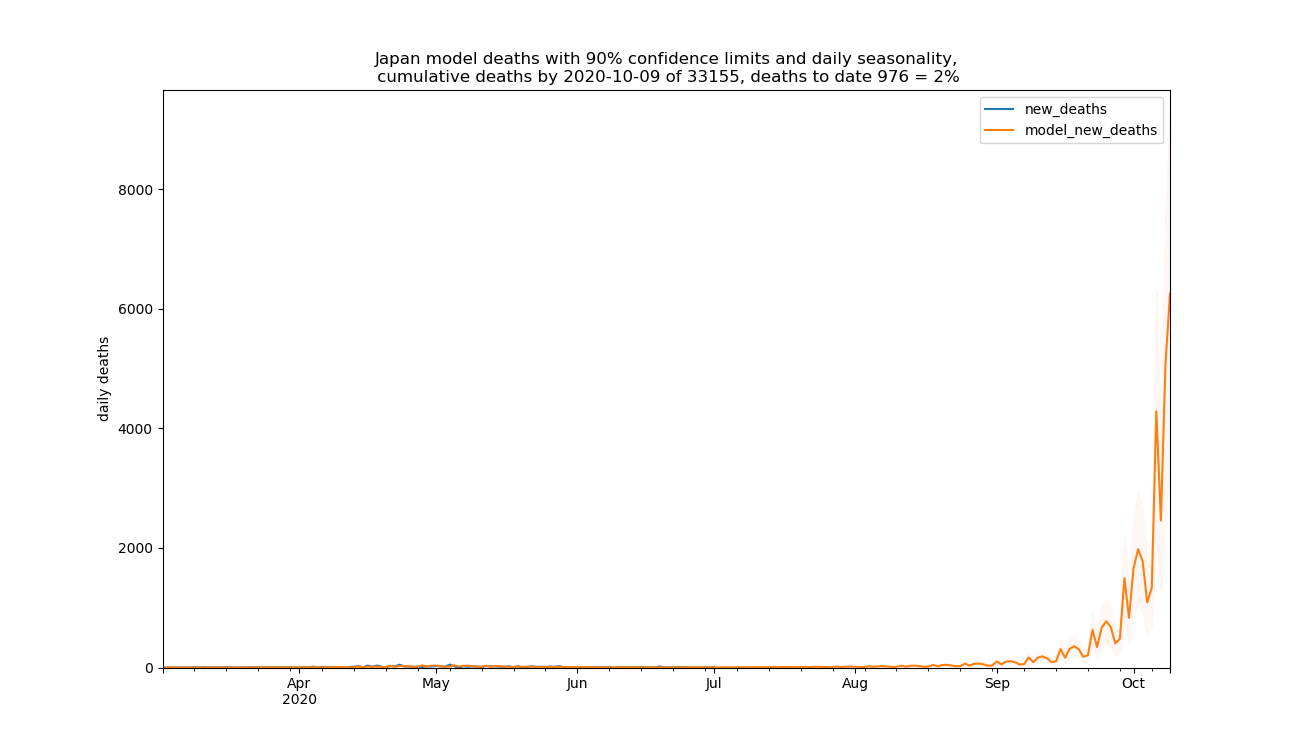 Japan model deaths with 90% confidence limits and daily seasonality,
cumulative deaths by 2020-10-09 of 33155, deaths to date 976 = 2%
new_deaths
model_new_deaths
8000
6000
4000
2000
0
daily deaths
Apr
2020
May
Jun
Jul
Aug
Sep
Oct